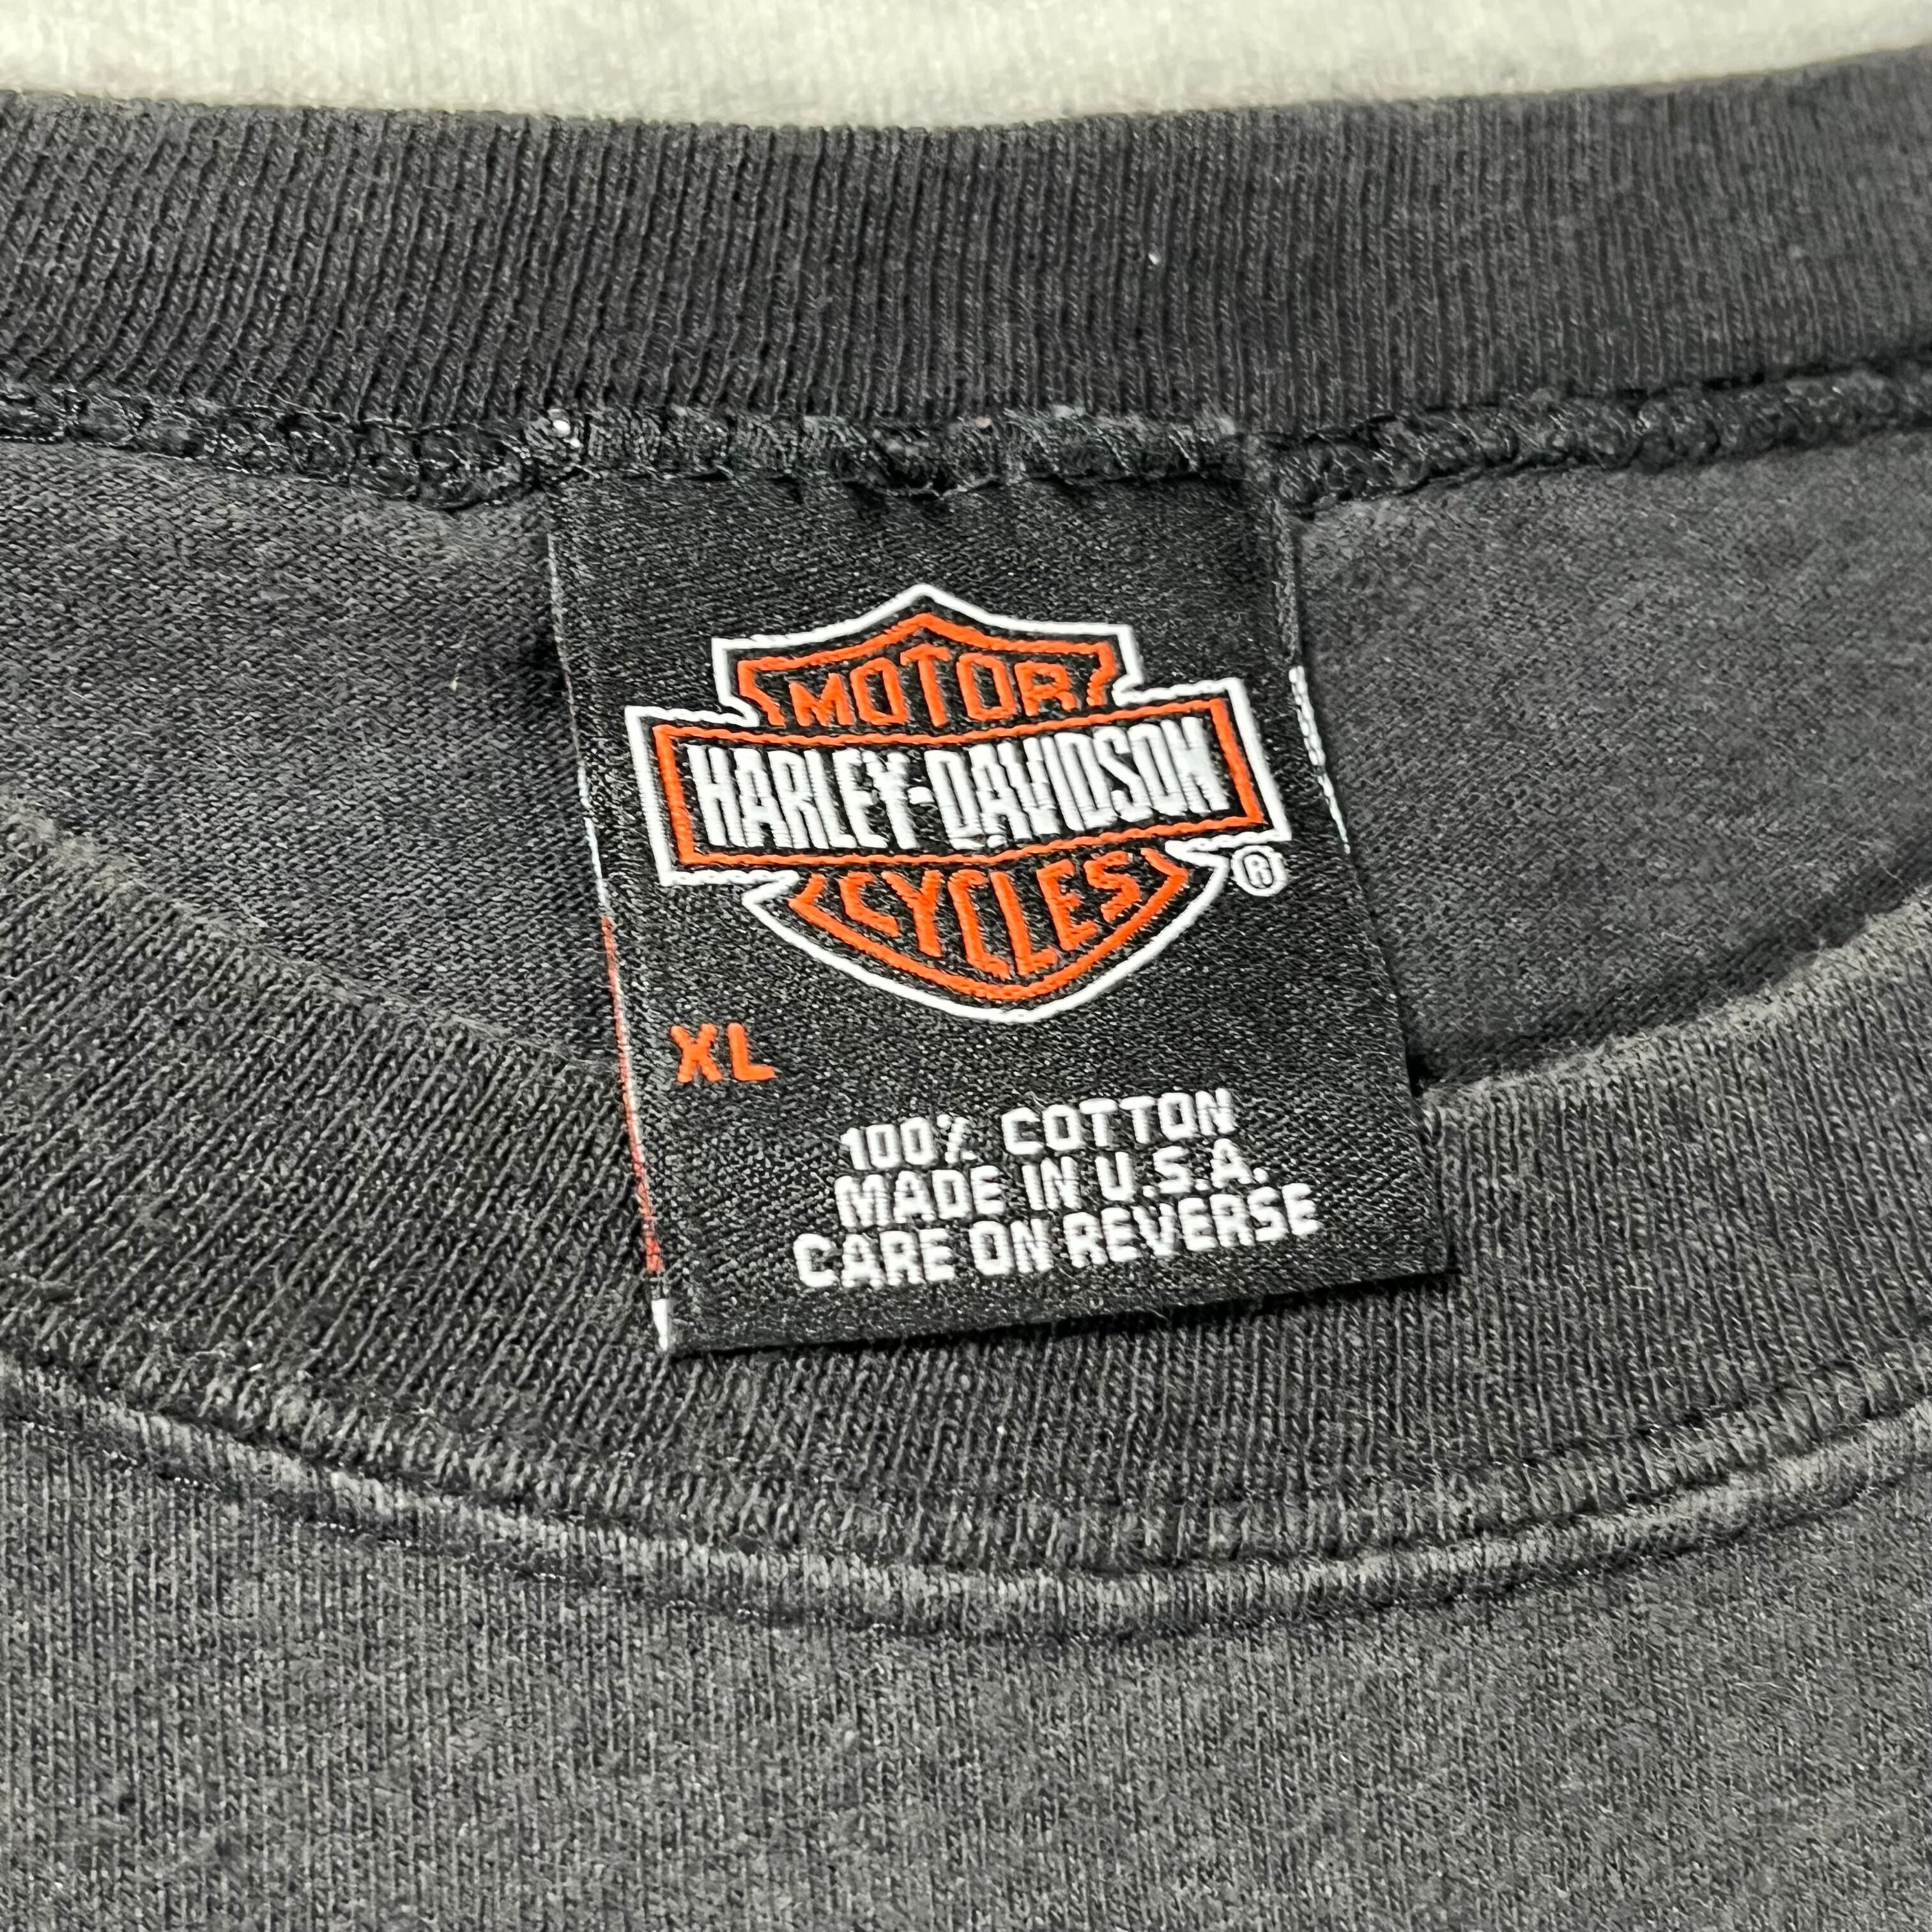 MOTOR
HARLEY-DAVIDSON
CYCLES
®
XL
100% COTTON
MADE IN U.S.A.
CARE ON REVERSE